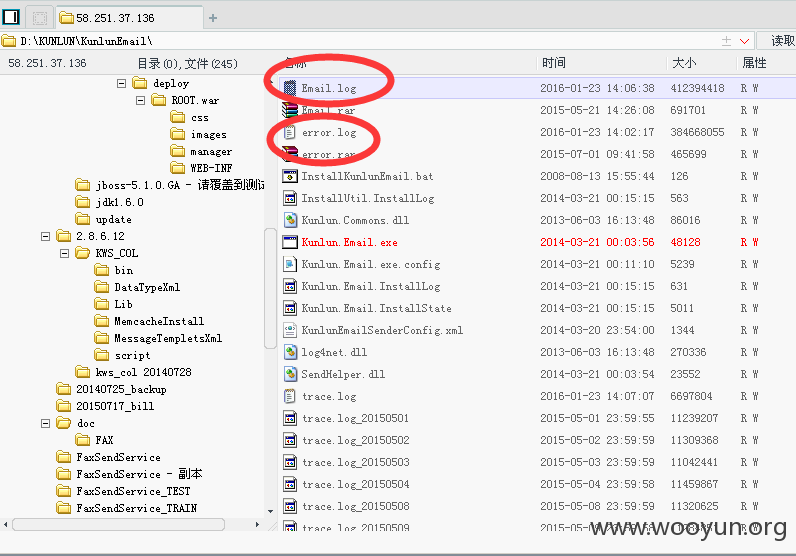 58.251.37.136
D:\KUNLUN\KunlunEmail\
读取
58.251.37.136
目录(0),文件(245)
名称 时间 大小 属性
deploy
ROOT.war
css
images
manager
WEB-INF
jboss-5.1.0.GA - 请覆盖到测试
jdk1.6.0
update
2.8.6.12
KWS_COL
bin
DataTypeXml
Lib
MemcacheInstall
MessageTempletsXml
script
kws_col 20140728
20140725_backup
20150717_bill
doc
FAX
FaxSendService
FaxSendService - 副本
FaxSendService_TEST
FaxSendService_TRAIN
Email.log 2016-01-23 14:06:38 412394418 R W
Email.rar 2015-05-21 14:26:08 691701 R W
error.log 2016-01-23 14:02:17 384668055 R W
error.rar 2015-07-01 09:41:58 465699 R W
InstallKunlunEmail.bat 2008-08-13 15:55:44 126 R W
InstallUtil.InstallLog 2014-03-21 00:15:15 563 R W
Kunlun.Commons.dll 2013-06-03 16:13:48 86016 R W
Kunlun.Email.exe 2014-03-21 00:03:56 48128 R W
Kunlun.Email.exe.config 2014-03-21 00:11:10 5239 R W
Kunlun.Email.InstallLog 2014-03-21 00:15:15 631 R W
Kunlun.Email.InstallState 2014-03-21 00:15:15 5011 R W
KunlunEmailSenderConfig.xml 2014-03-20 23:54:00 1344 R W
log4net.dll 2013-06-03 16:13:48 270336 R W
SendHelper.dll 2014-03-21 00:03:54 23552 R W
trace.log 2016-01-23 14:07:07 6697804 R W
trace.log_20150501 2015-05-01 23:59:55 11239207 R W
trace.log_20150502 2015-05-02 23:59:59 11309368 R W
trace.log_20150503 2015-05-03 23:59:59 11042441 R W
trace.log_20150504 2015-05-04 23:59:58 11459867 R W
trace.log_20150508 2015-05-08 23:59:59 11320625 R W
trace.log_20150509
www.wooyun.org